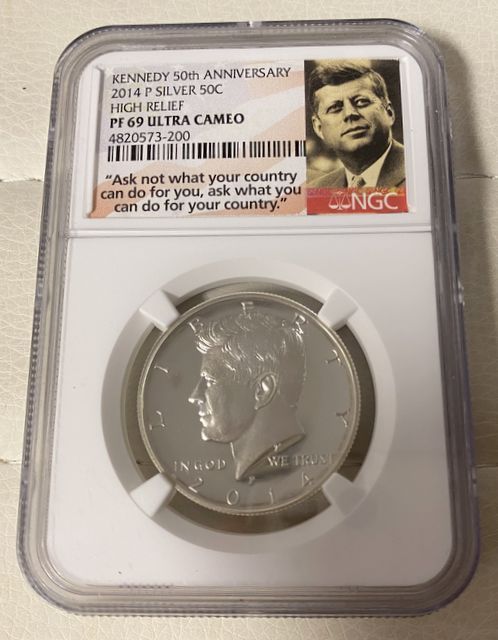 KENNEDY 50th ANNIVERSARY
2014 P SILVER 50C
HIGH RELIEF
PF 69 ULTRA CAMEO
4820573-200
"Ask not what your country
can do for you, ask what you
can do for your country."
NGC
LIBERTY
IN GOD WE TRUST
P
2014